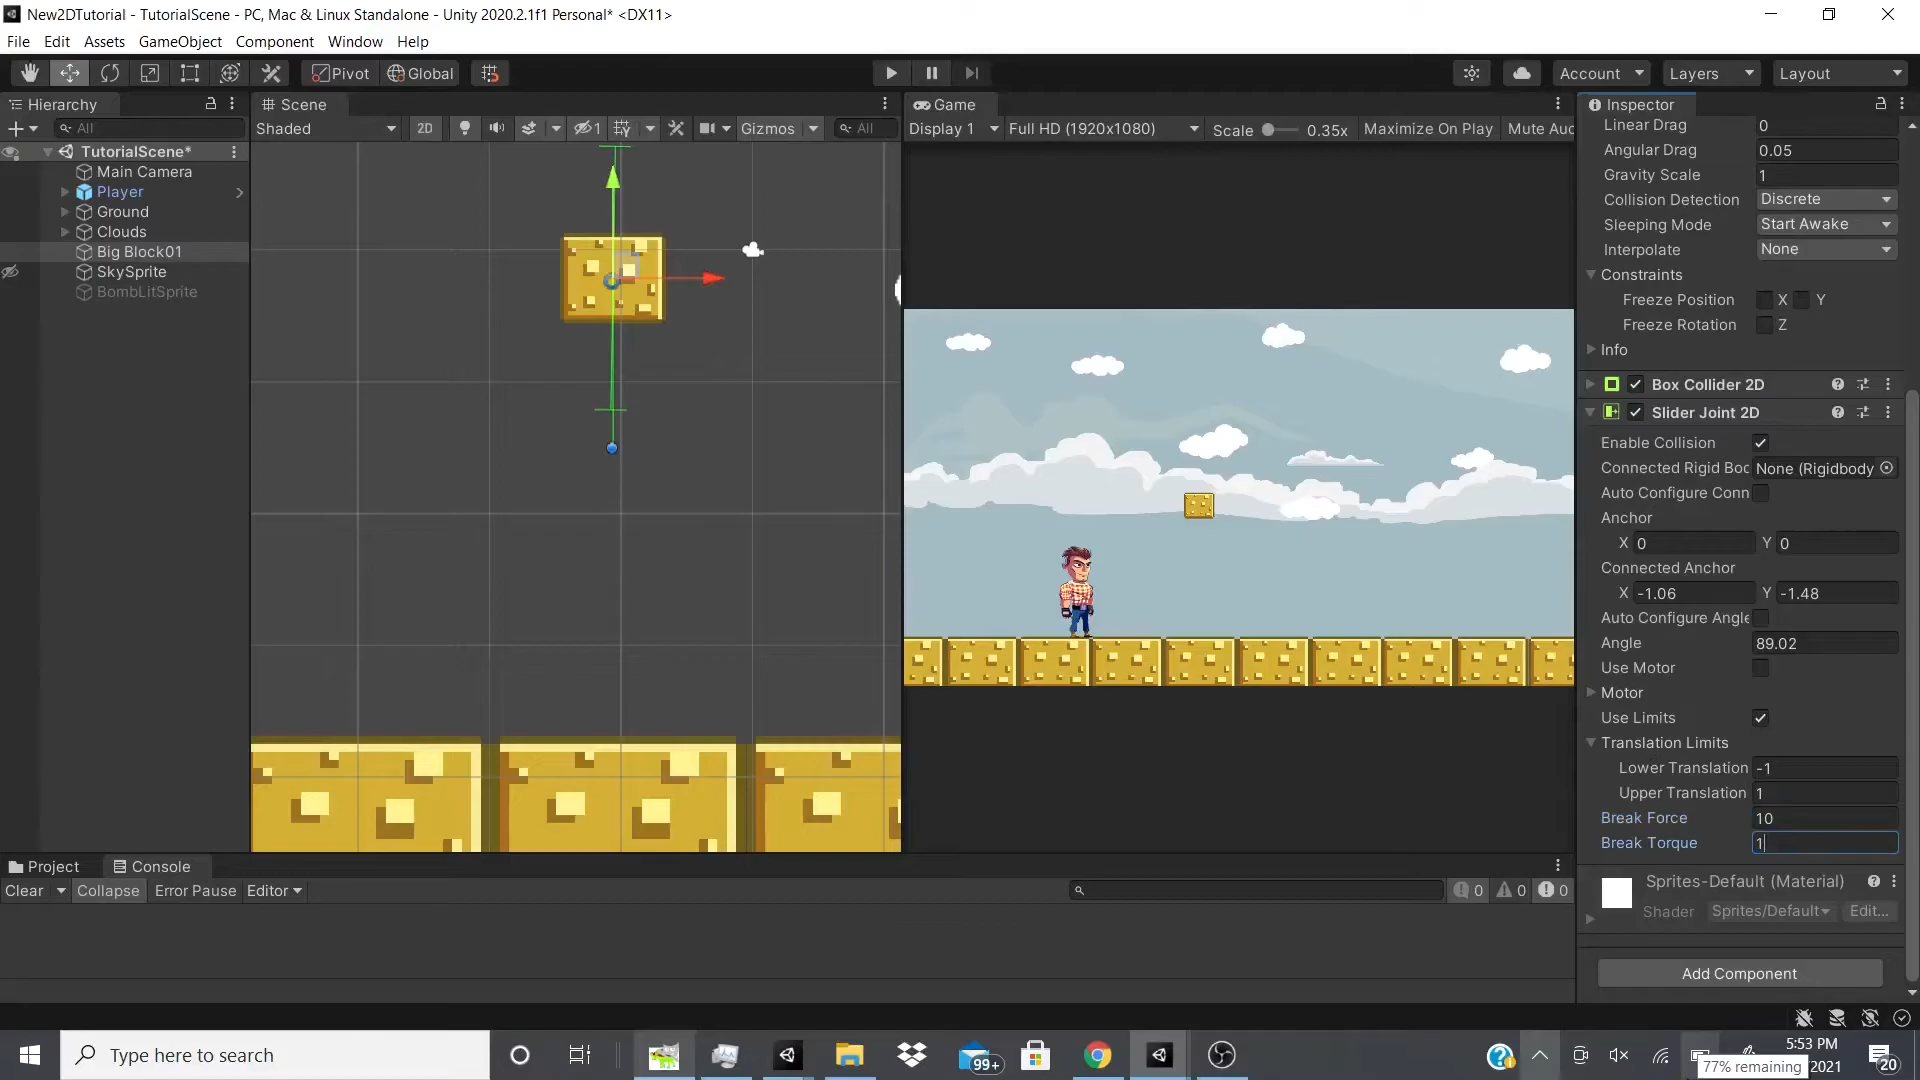 New2DTutorial - TutorialScene - PC, Mac & Linux Standalone - Unity 2020.2.1f1 Personal* <DX11>
File Edit Assets GameObject Component Window Help
Pivot Global Account Layers Layout
Hierarchy
All
TutorialScene*
Main Camera
Player
Ground
Clouds
Big Block01
SkySprite
BombLitSprite
Scene
Shaded 2D 1 Gizmos All
Game
Display 1 Full HD (1920x1080) Scale 0.35x Maximize On Play Mute Aud
Inspector
Linear Drag 0
Angular Drag 0.05
Gravity Scale 1
Collision Detection Discrete
Sleeping Mode Start Awake
Interpolate None
Constraints
Freeze Position X Y
Freeze Rotation Z
Info
Box Collider 2D
Slider Joint 2D
Enable Collision
Connected Rigid Boc None (Rigidbody
Auto Configure Conn
Anchor
X 0 Y 0
Connected Anchor
X -1.06 Y -1.48
Auto Configure Angle
Angle 89.02
Use Motor
Motor
Use Limits
Translation Limits
Lower Translation -1
Upper Translation 1
Break Force 10
Break Torque 1
Sprites-Default (Material)
Shader Sprites/Default Edit...
Add Component
Project Console
Clear Collapse Error Pause Editor 0 0 0
Type here to search
99+
5:53 PM
/2021
77% remaining
20